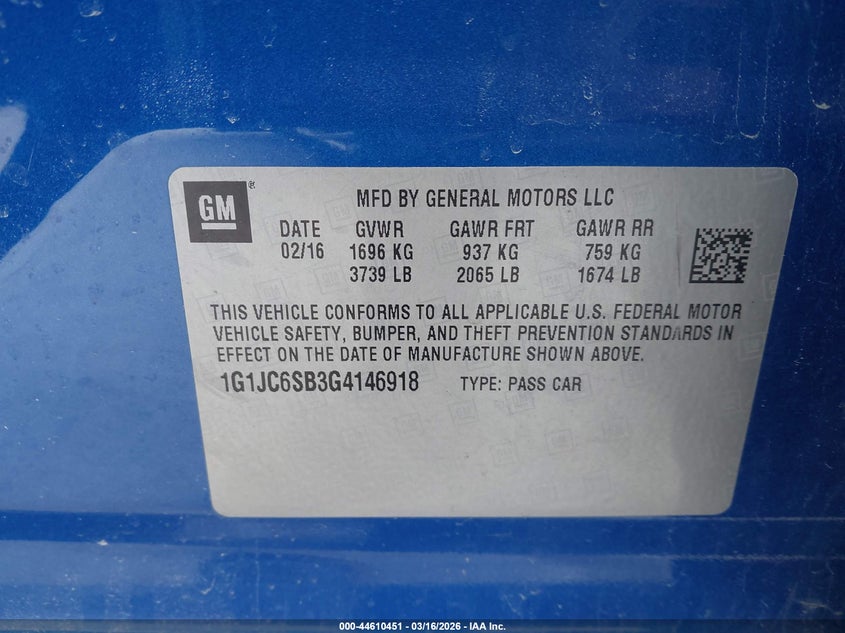 GM ® MFD BY GENERAL MOTORS LLC
DATE GVWR GAWR FRT GAWR RR
02/16 1696 KG 937 KG 759 KG
3739 LB 2065 LB 1674 LB
THIS VEHICLE CONFORMS TO ALL APPLICABLE U.S. FEDERAL MOTOR
VEHICLE SAFETY, BUMPER, AND THEFT PREVENTION STANDARDS IN
EFFECT ON THE DATE OF MANUFACTURE SHOWN ABOVE.
1G1JC6SB3G4146918 TYPE: PASS CAR
000-44610451 - 03/16/2026 - IAA Inc.